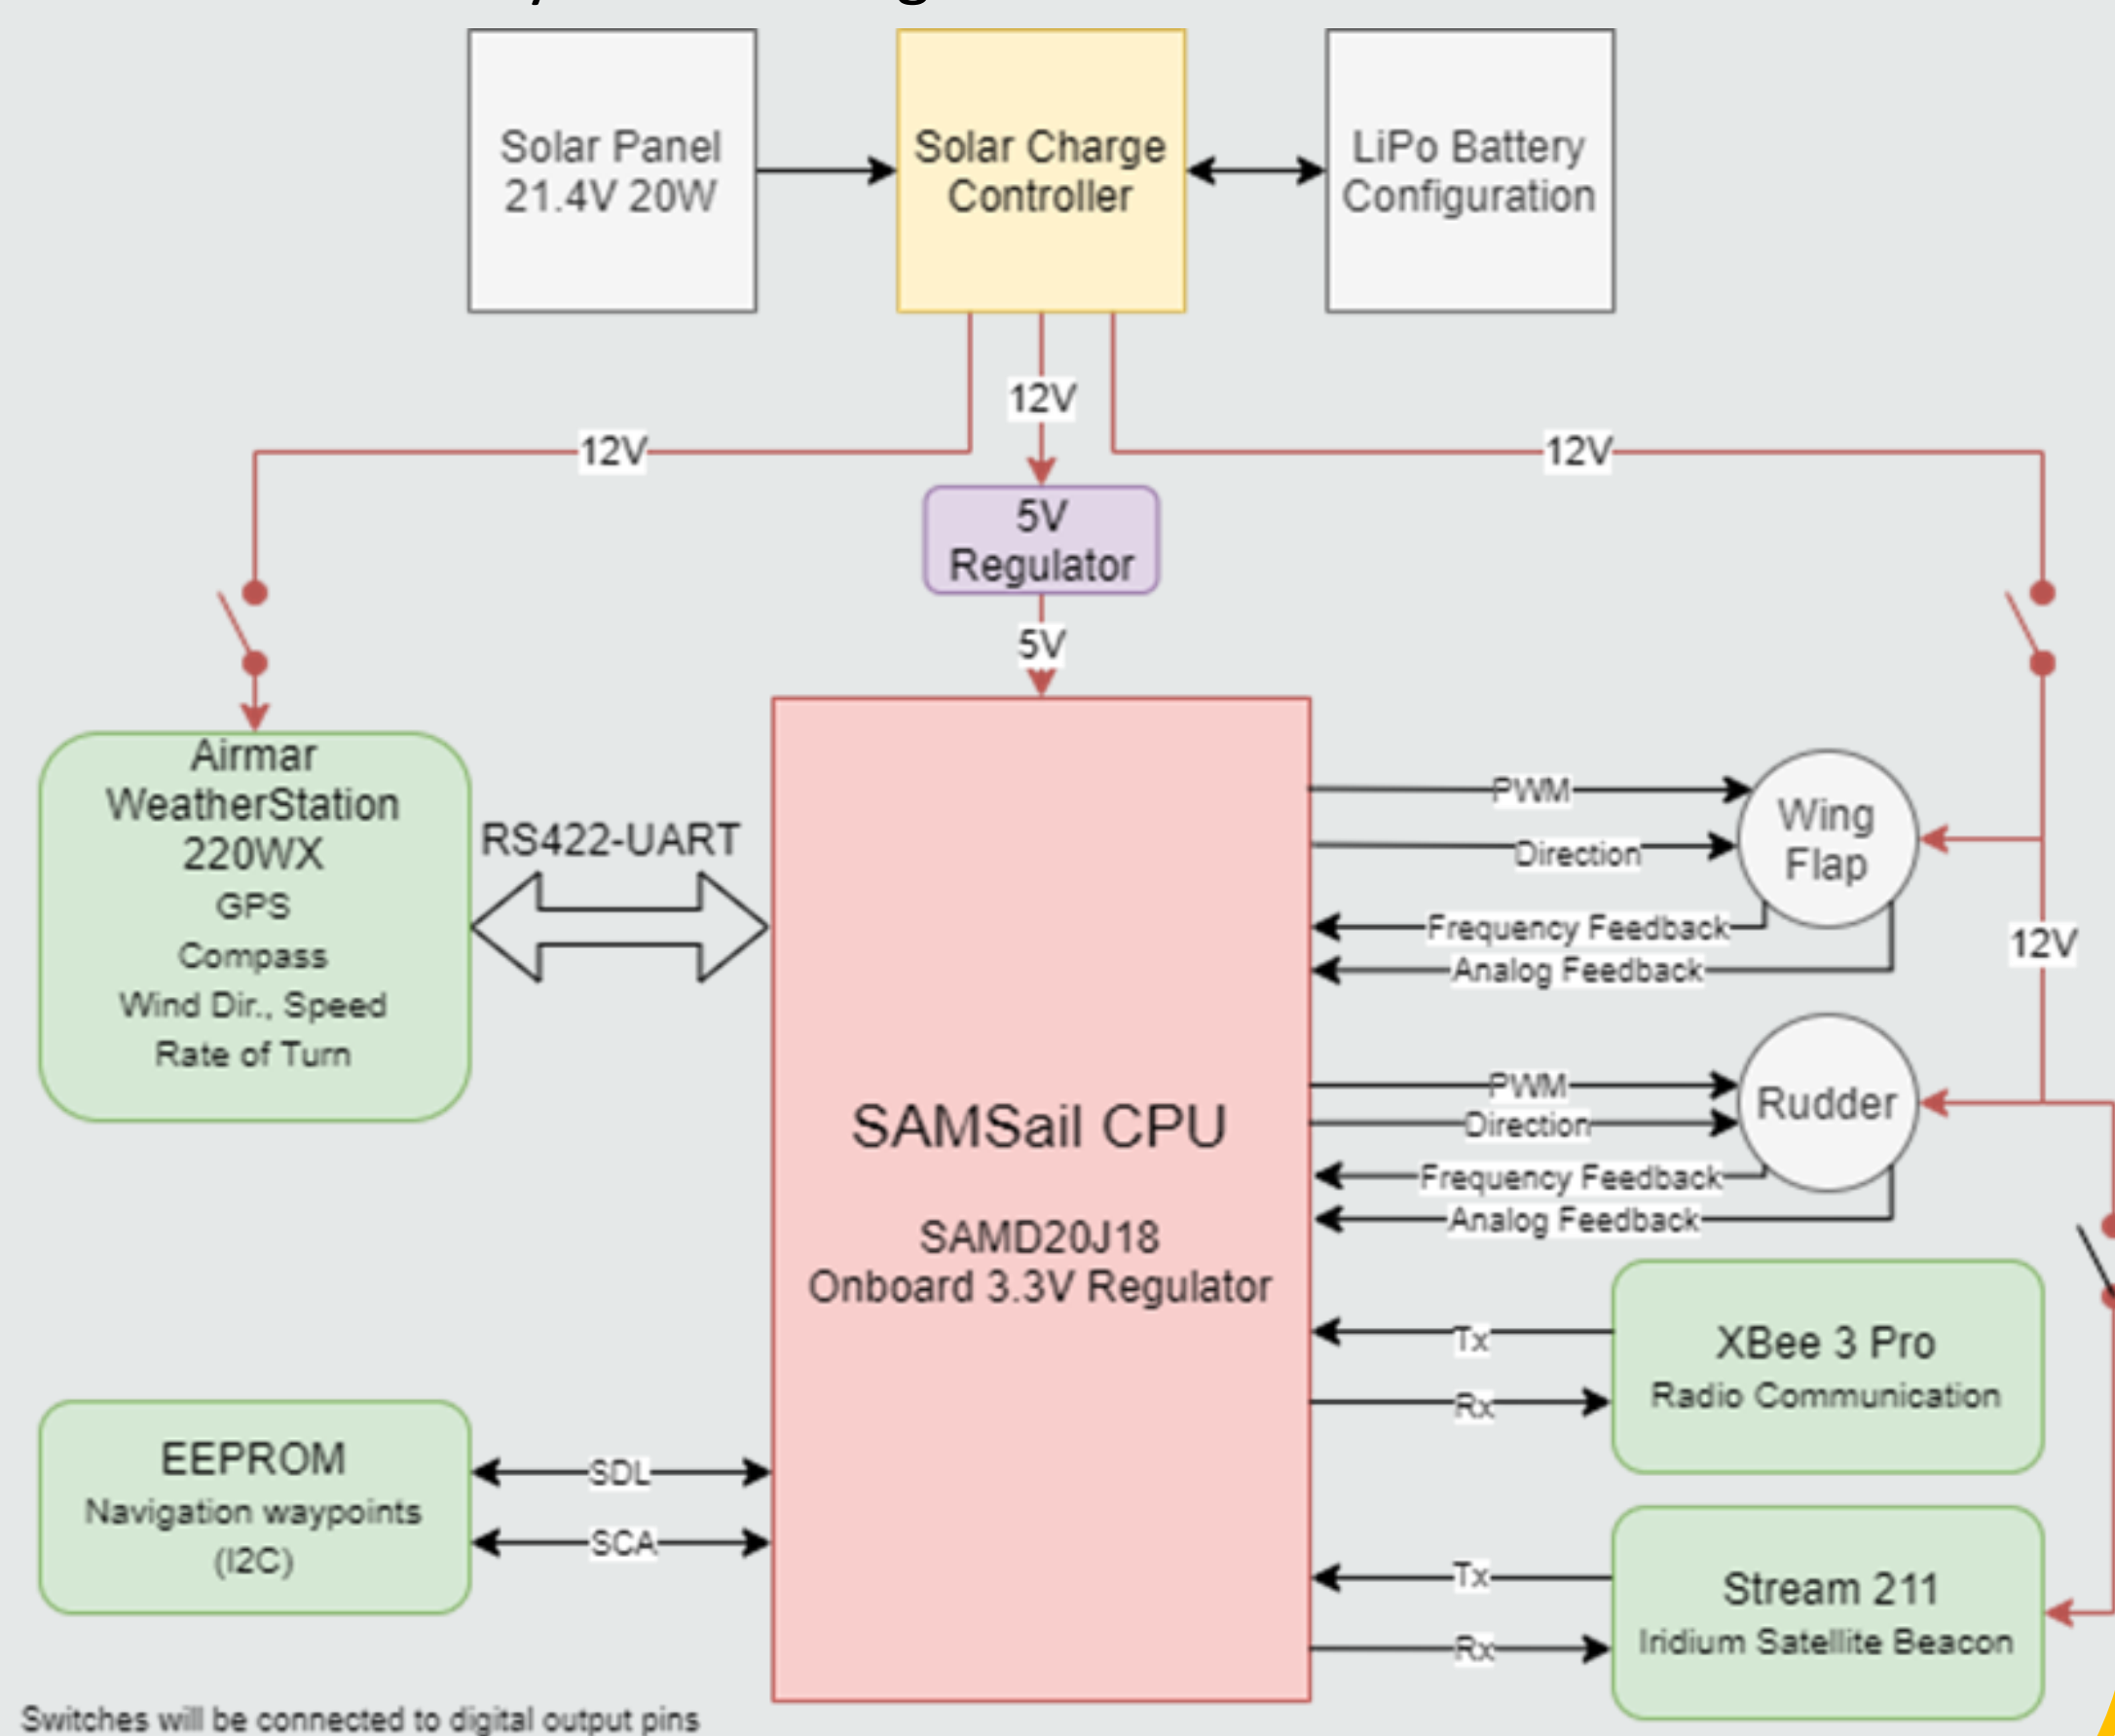 Solar Panel
21.4V 20W
Solar Charge
Controller
LiPo Battery
Configuration
12V
12V
12V
5V
Regulator
5V
Airmar
WeatherStation
220WX
GPS
Compass
Wind Dir., Speed
Rate of Turn
RS422-UART
SAMSail CPU
SAMD20J18
Onboard 3.3V Regulator
PWM
Direction
Frequency Feedback
Analog Feedback
Wing
Flap
12V
PWM
Direction
Frequency Feedback
Analog Feedback
Rudder
Tx
Rx
XBee 3 Pro
Radio Communication
EEPROM
Navigation waypoints
(I2C)
SDL
SCA
Tx
Rx
Stream 211
Iridium Satellite Beacon
Switches will be connected to digital output pins